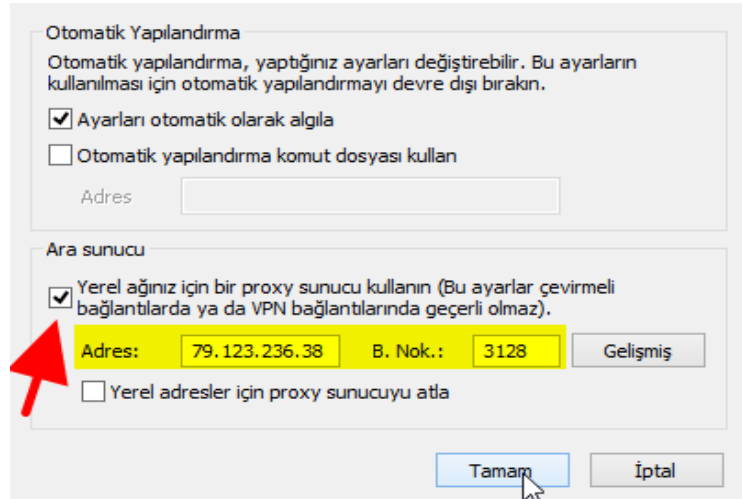 Otomatik Yapılandırma
Otomatik yapılandırma, yaptığınız ayarları değiştirebilir. Bu ayarların
kullanılması için otomatik yapılandırmayı devre dışı bırakın.
Ayarları otomatik olarak algıla
Otomatik yapılandırma komut dosyası kullan
Adres
Ara sunucu
Yerel ağınız için bir proxy sunucu kullanın (Bu ayarlar çevirmeli
bağlantılarda ya da VPN bağlantılarında geçerli olmaz).
Adres: 79.123.236.38 B. Nok.: 3128 Gelişmiş
Yerel adresler için proxy sunucuyu atla
Tamam İptal